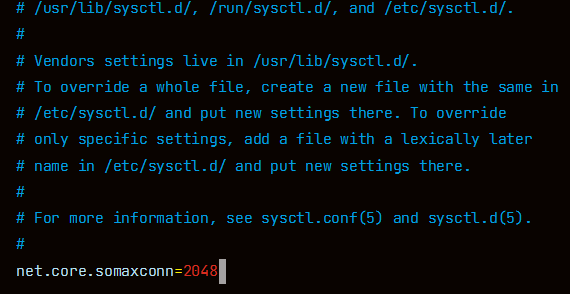 # /usr/lib/sysctl.d/, /run/sysctl.d/, and /etc/sysctl.d/.
#
# Vendors settings live in /usr/lib/sysctl.d/.
# To override a whole file, create a new file with the same in
# /etc/sysctl.d/ and put new settings there. To override
# only specific settings, add a file with a lexically later
# name in /etc/sysctl.d/ and put new settings there.
#
# For more information, see sysctl.conf(5) and sysctl.d(5).
#
net.core.somaxconn=2048